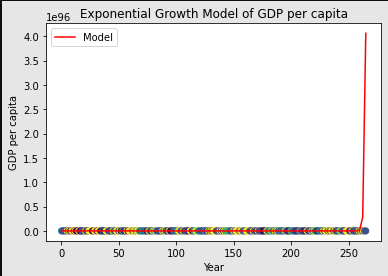 Exponential Growth Model of GDP per capita
1e96
Model
4.0
3.5
3.0
2.5
2.0
1.5
1.0
0.5
0.0
GDP per capita
0 50 100 150 200 250
Year